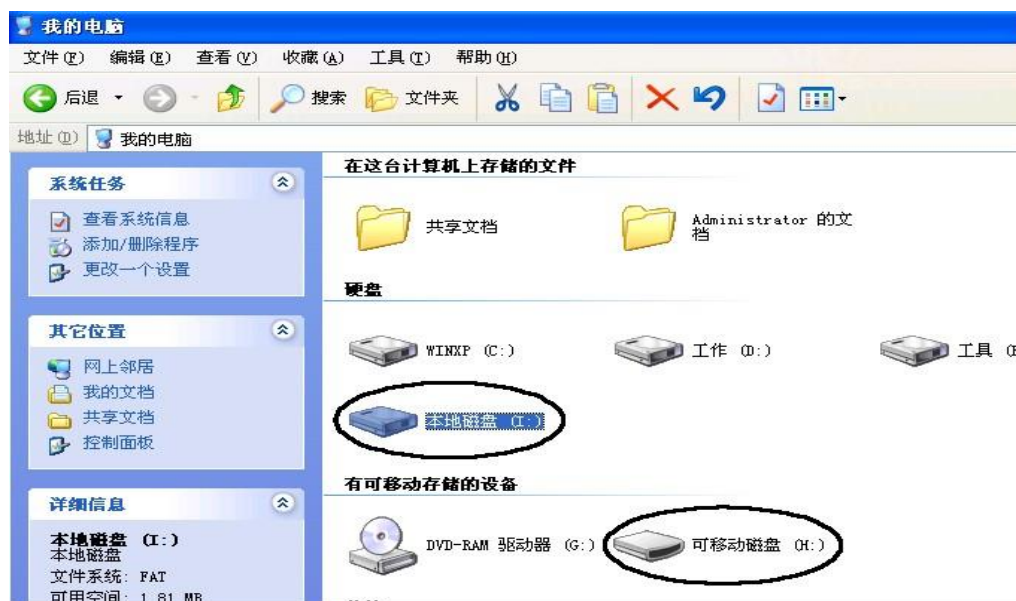 我的电脑
文件(F) 编辑(E) 查看(V) 收藏(A) 工具(T) 帮助(H)
后退 搜索 文件夹
地址(D) 我的电脑
系统任务
查看系统信息
添加/删除程序
更改一个设置
其它位置
网上邻居
我的文档
共享文档
控制面板
详细信息
本地磁盘 (I:)
本地磁盘
文件系统: FAT
可用空间: 1.81 MB
在这台计算机上存储的文件
共享文档
Administrator 的文
档
硬盘
WINXP (C:)
工作 (D:)
工具
本地磁盘 (I:)
有可移动存储的设备
DVD-RAM 驱动器 (G:)
可移动磁盘 (H:)